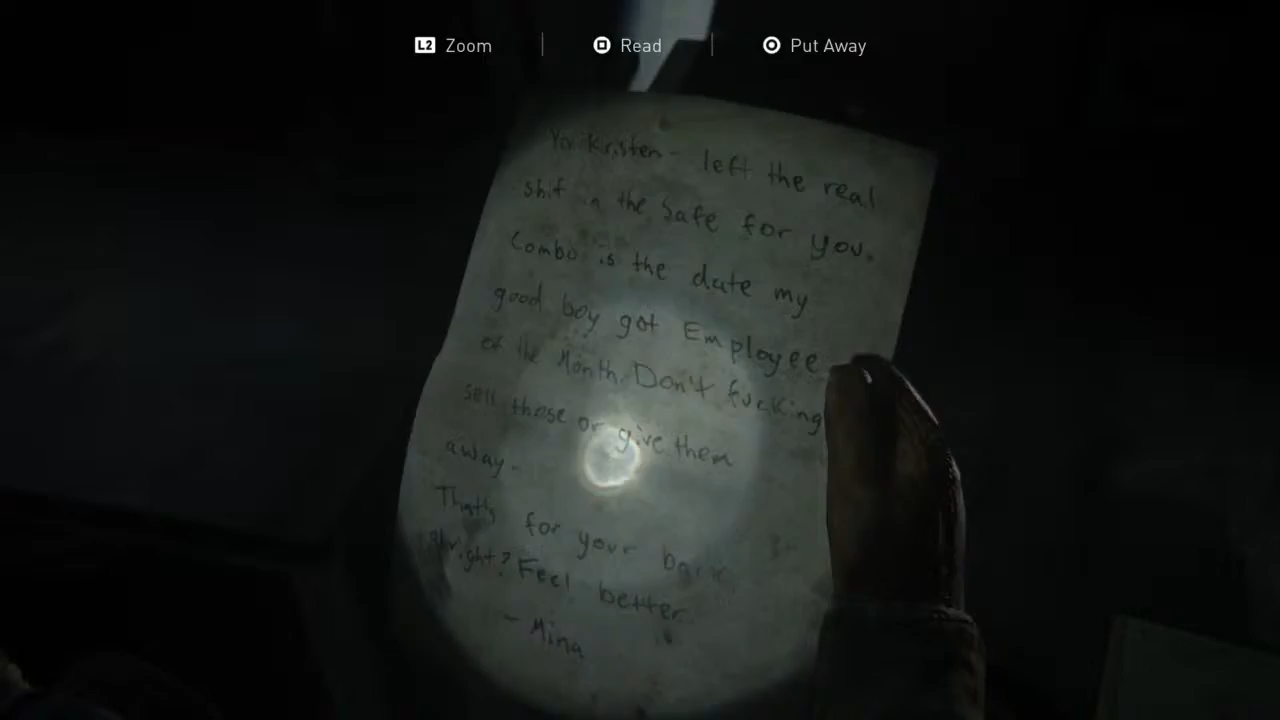 L2 Zoom | Read | Put Away
Yo, Kristen - left the real
shit in the safe for you.
Combo is the date my
good boy got Employee
of the Month. Don't fucking
sell those or give them
away -
That's for your back,
alright? Feel better.
- Mina